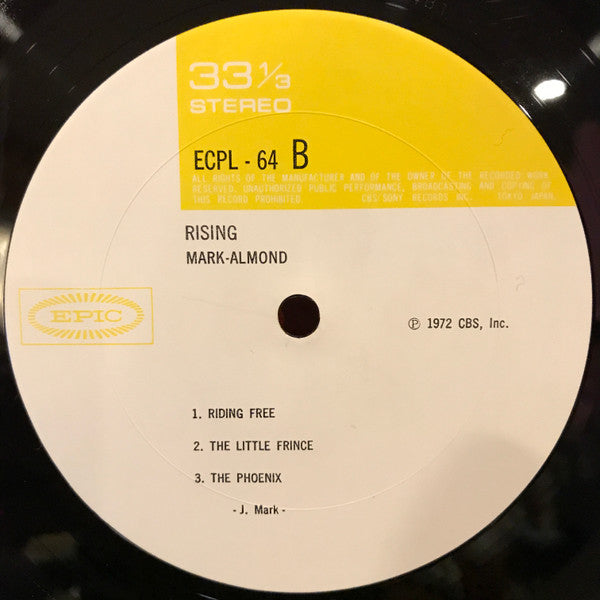 33 1/3
STEREO
ECPL - 64 B
ALL RIGHTS OF THE MANUFACTURER AND OF THE OWNER OF THE RECORDED WORK
RESERVED. UNAUTHORIZED PUBLIC PERFORMANCE, BROADCASTING AND COPYING OF
THIS RECORD PROHIBITED. CBS/SONY RECORDS INC. TOKYO JAPAN.
RISING
MARK-ALMOND
EPIC
℗ 1972 CBS, Inc.
1. RIDING FREE
2. THE LITTLE FRINCE
3. THE PHOENIX
- J. Mark -